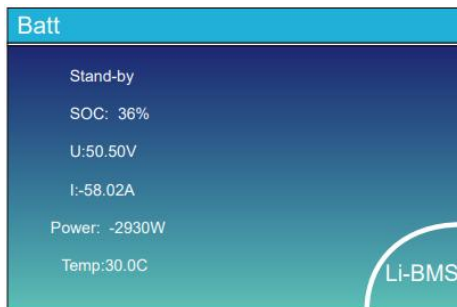 Batt
Stand-by
SOC: 36%
U:50.50V
I:-58.02A
Power: -2930W
Temp:30.0C
Li-BMS